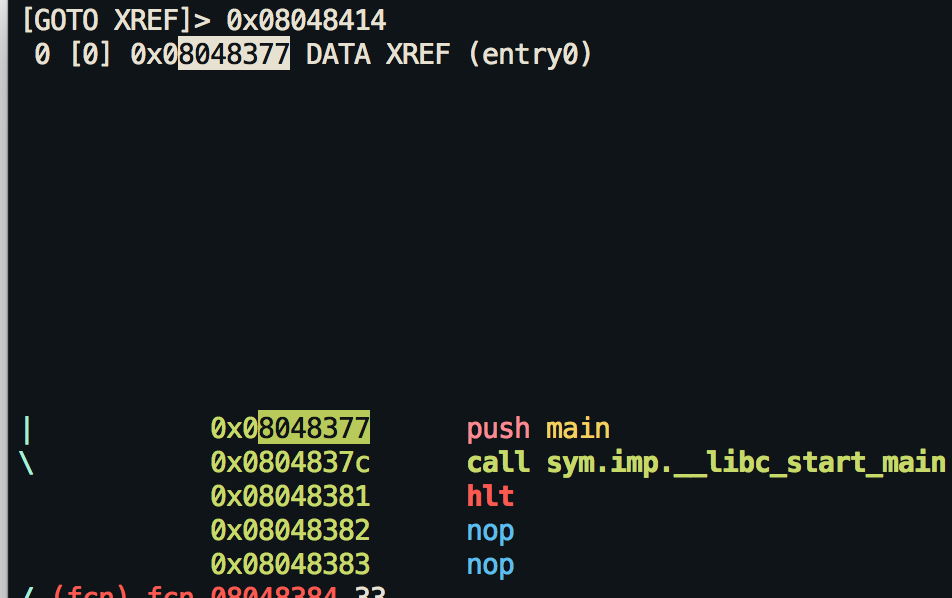 [GOTO XREF]> 0x08048414
0 [0] 0x08048377 DATA XREF (entry0)
| 0x08048377 push main
\ 0x0804837c call sym.imp.__libc_start_main
0x08048381 hlt
0x08048382 nop
0x08048383 nop
/ (fcn) fcn.08048384 33